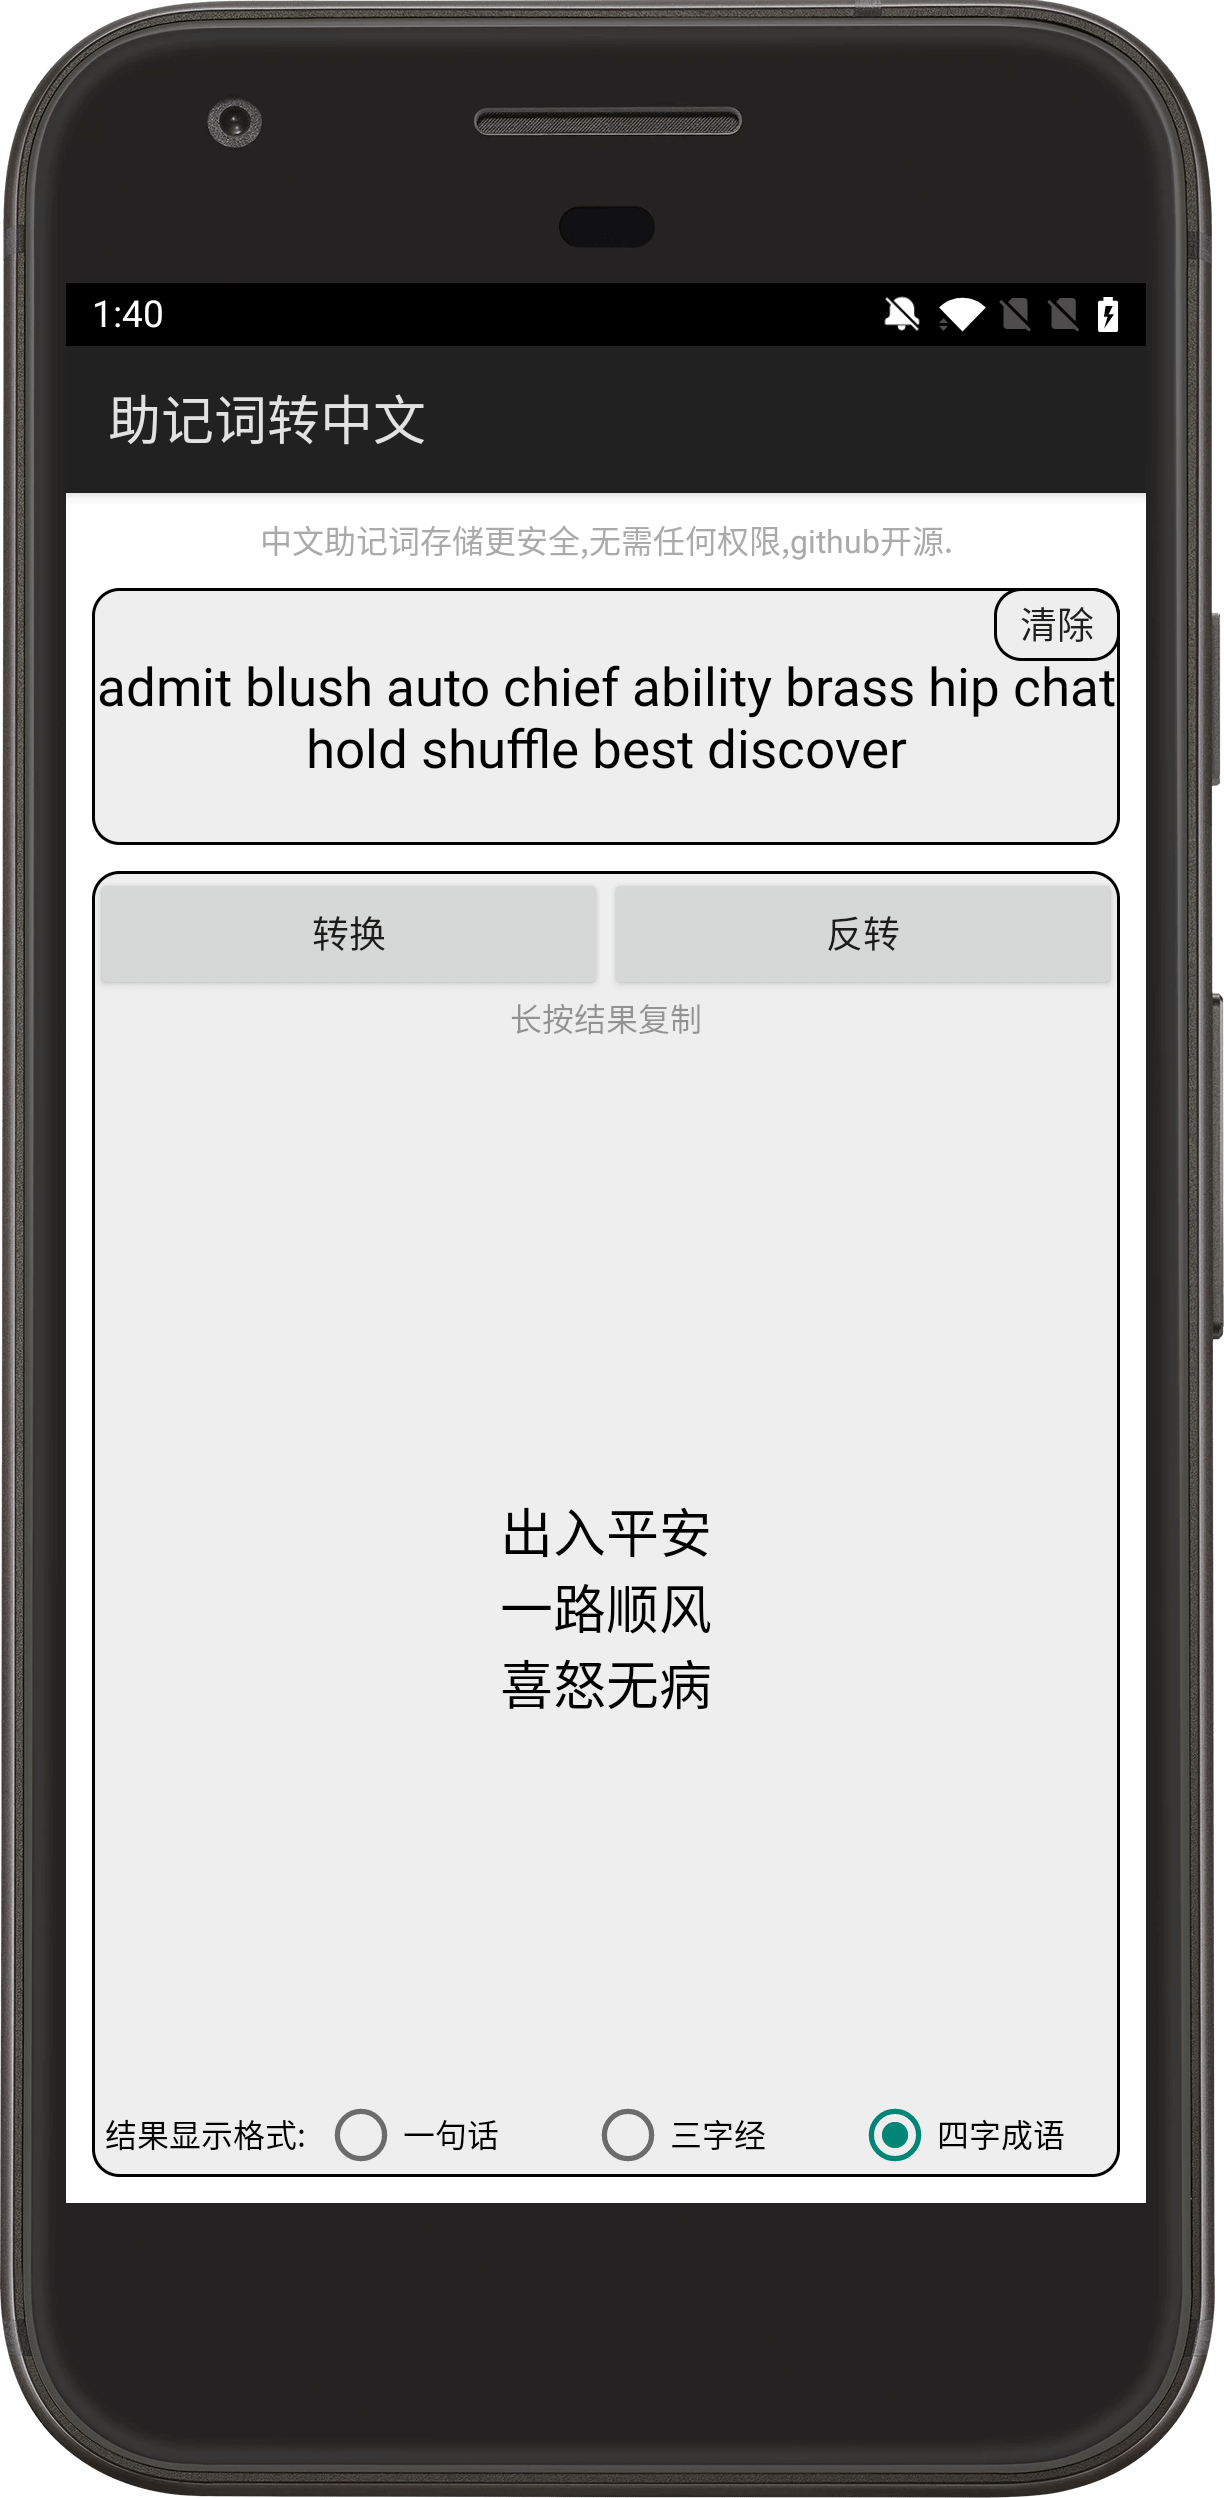 1:40
助记词转中文
中文助记词存储更安全,无需任何权限,github开源.
清除
admit blush auto chief ability brass hip chat
hold shuffle best discover
转换 反转
长按结果复制
出入平安
一路顺风
喜怒无病
结果显示格式: 一句话 三字经 四字成语